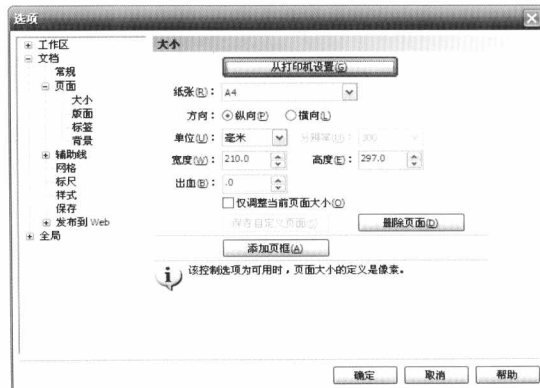 选项
工作区
文档
常规
页面
大小
版面
标签
背景
辅助线
网格
标尺
样式
保存
发布到 Web
全局
大小
从打印机设置(G)
纸张(R): A4
方向: 纵向(P) 横向(L)
单位(U): 毫米 分辨率(D): 300
宽度(W): 210.0 高度(E): 297.0
出血(B): .0
仅调整当前页面大小(O)
保存自定义页面 删除页面(D)
添加页框(A)
该控制选项为可用时，页面大小的定义是像素。
确定 取消 帮助